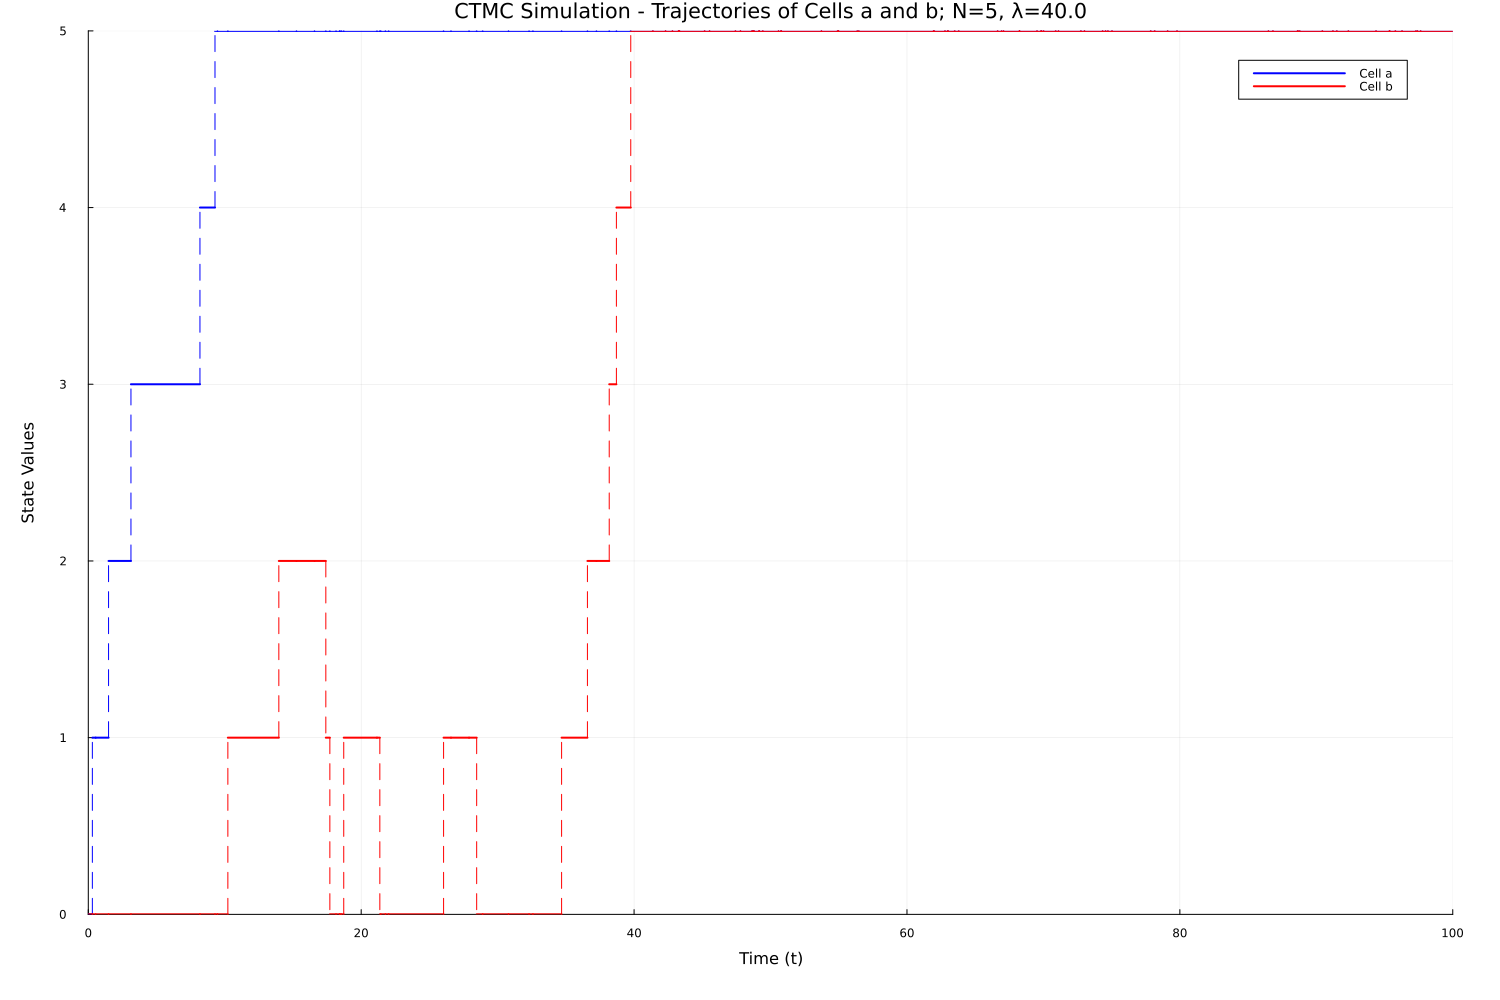 CTMC Simulation - Trajectories of Cells a and b; N=5, λ=40.0
Cell a
Cell b
State Values
5
4
3
2
1
0
0 20 40 60 80 100
Time (t)